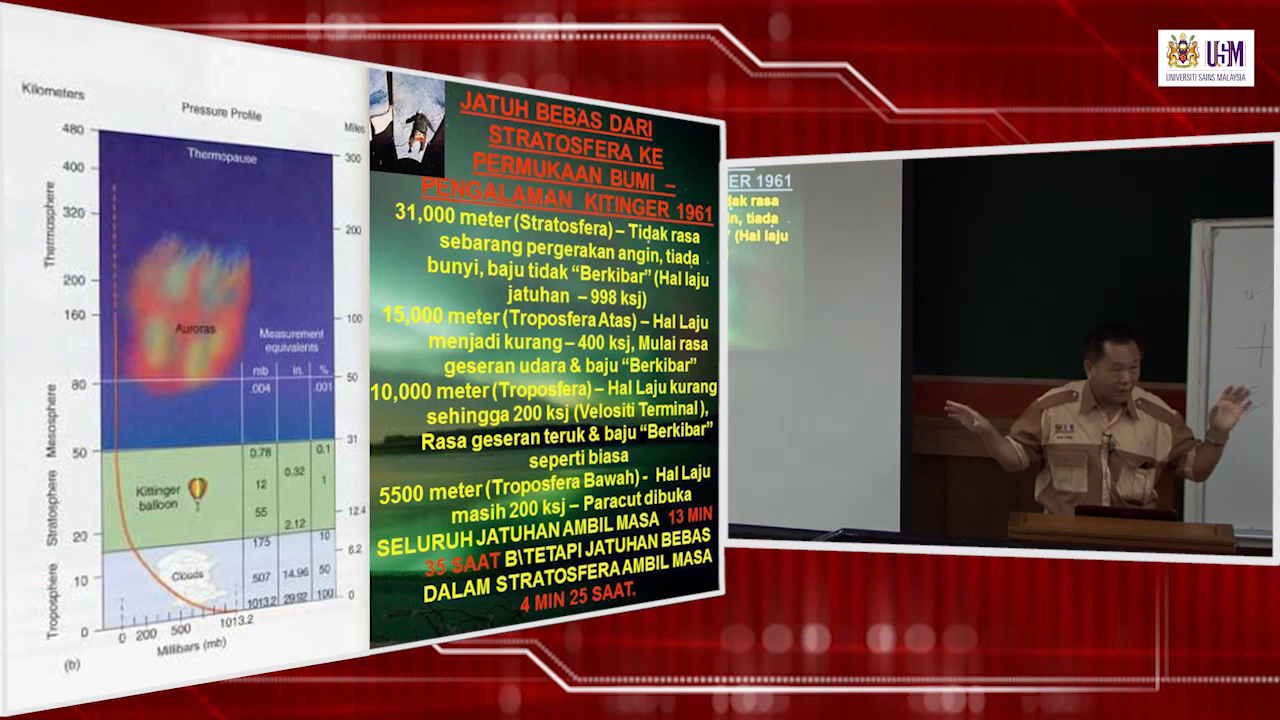 Kilometers
Pressure Profile
Miles
480
400
320
200
160
80
50
20
10
0
Thermosphere
Mesosphere
Stratosphere
Troposphere
Thermopause
Auroras
Measurement
equivalents
mb in. %
.004 .001
0.78 0.1
0.32
12 1
55
2.12
175 10
507 14.96 50
1013.2 29.92 100
Kittinger
balloon
Clouds
300
200
100
50
31
12.4
6.2
0
0 200 500 1013.2
Millibars (mb)
(b)
JATUH BEBAS DARI
STRATOSFERA KE
PERMUKAAN BUMI –
PENGALAMAN KITINGER 1961
31,000 meter (Stratosfera) – Tidak rasa
sebarang pergerakan angin, tiada
bunyi, baju tidak “Berkibar” (Hal laju
jatuhan – 998 ksj)
15,000 meter (Troposfera Atas) – Hal Laju
menjadi kurang – 400 ksj, Mulai rasa
geseran udara & baju “Berkibar”
10,000 meter (Troposfera) – Hal Laju kurang
sehingga 200 ksj (Velositi Terminal),
Rasa geseran teruk & baju “Berkibar”
seperti biasa
5500 meter (Troposfera Bawah) - Hal Laju
masih 200 ksj – Paracut dibuka
SELURUH JATUHAN AMBIL MASA 13 MIN
35 SAAT B\TETAPI JATUHAN BEBAS
DALAM STRATOSFERA AMBIL MASA
4 MIN 25 SAAT.
USM
UNIVERSITI SAINS MALAYSIA
ER 1961
dak rasa
n, tiada
” (Hal laju